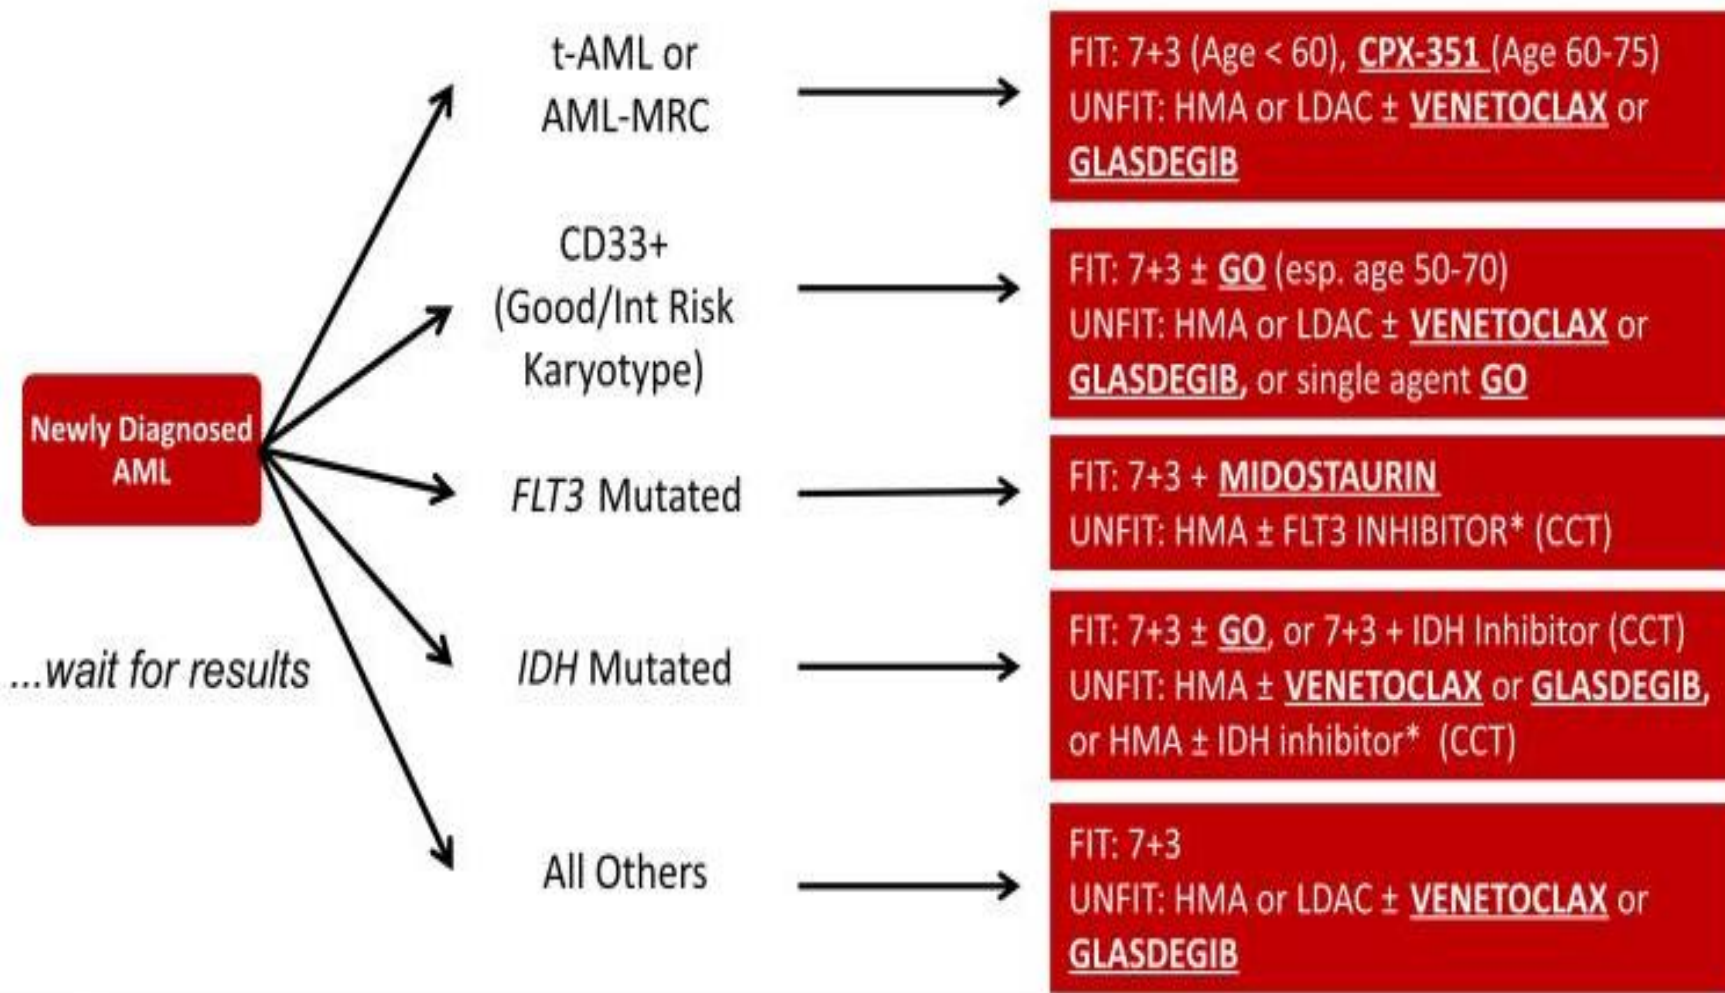 Newly Diagnosed
AML
...wait for results
t-AML or
AML-MRC
FIT: 7+3 (Age < 60), CPX-351 (Age 60-75)
UNFIT: HMA or LDAC ± VENETOCLAX or
GLASDEGIB
CD33+
(Good/Int Risk
Karyotype)
FIT: 7+3 ± GO (esp. age 50-70)
UNFIT: HMA or LDAC ± VENETOCLAX or
GLASDEGIB, or single agent GO
FLT3 Mutated
FIT: 7+3 + MIDOSTAURIN
UNFIT: HMA ± FLT3 INHIBITOR* (CCT)
IDH Mutated
FIT: 7+3 ± GO, or 7+3 + IDH Inhibitor (CCT)
UNFIT: HMA ± VENETOCLAX or GLASDEGIB,
or HMA ± IDH inhibitor* (CCT)
All Others
FIT: 7+3
UNFIT: HMA or LDAC ± VENETOCLAX or
GLASDEGIB